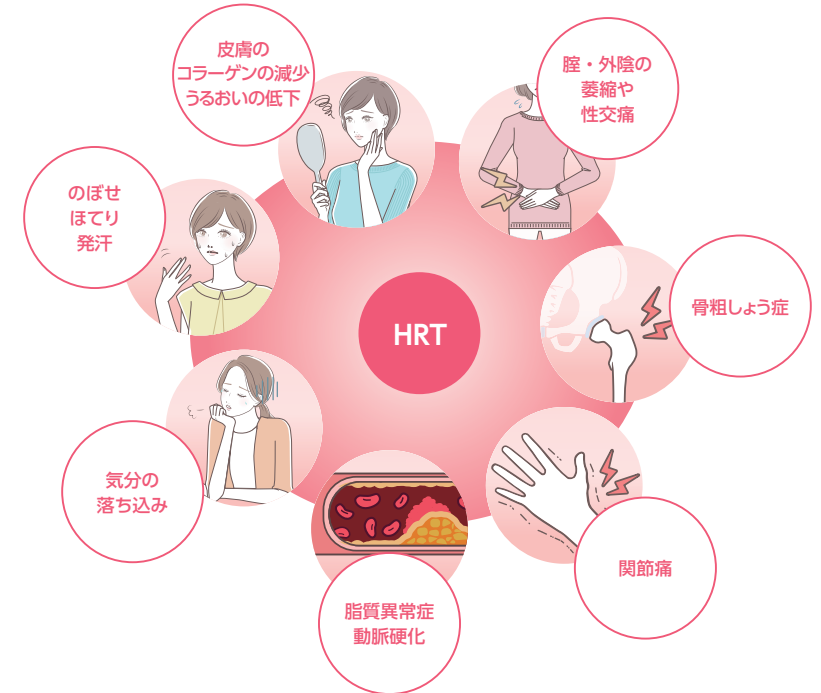 皮膚の
コラーゲンの減少
うるおいの低下
腟・外陰の
萎縮や
性交痛
のぼせ
ほてり
発汗
HRT
骨粗しょう症
気分の
落ち込み
関節痛
脂質異常症
動脈硬化